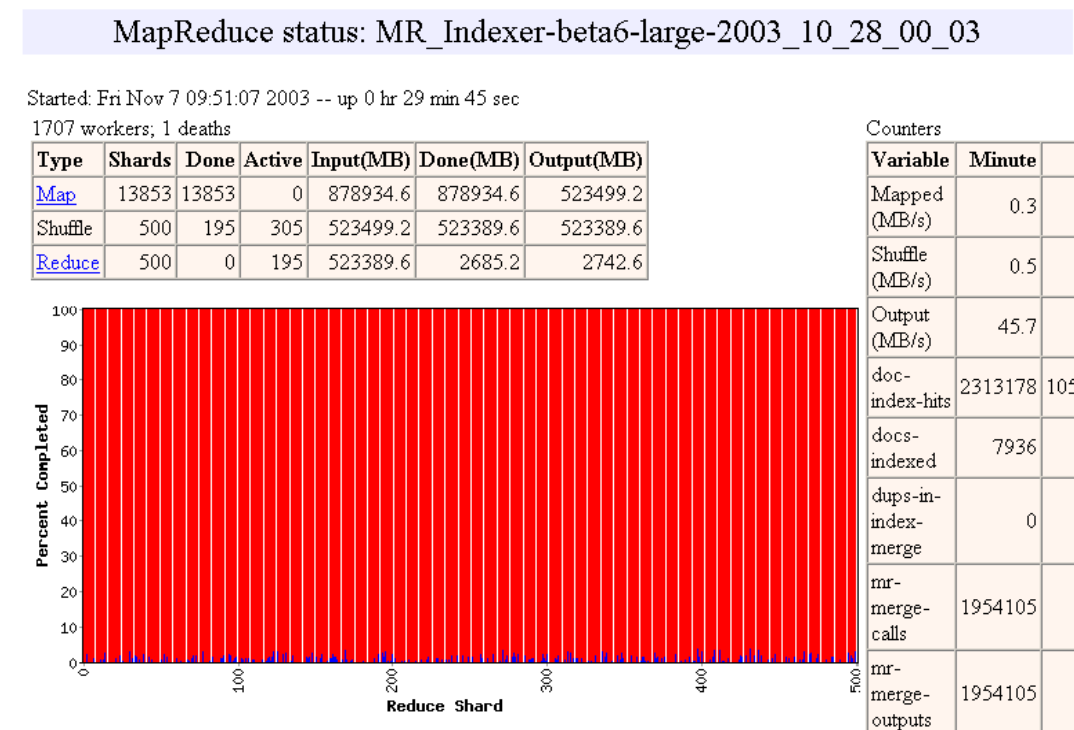 MapReduce status: MR_Indexer-beta6-large-2003_10_28_00_03
Started: Fri Nov 7 09:51:07 2003 -- up 0 hr 29 min 45 sec
1707 workers; 1 deaths
Type Shards Done Active Input(MB) Done(MB) Output(MB)
Map 13853 13853 0 878934.6 878934.6 523499.2
Shuffle 500 195 305 523499.2 523389.6 523389.6
Reduce 500 0 195 523389.6 2685.2 2742.6
100
90
80
70
60
50
40
30
20
10
0
Percent Completed
0 100 200 300 400 500
Reduce Shard
Counters
Variable Minute
Mapped
(MB/s) 0.3
Shuffle
(MB/s) 0.5
Output
(MB/s) 45.7
doc-
index-hits 2313178 105
docs-
indexed 7936
dups-in-
index-
merge 0
mr-
merge-
calls 1954105
mr-
merge-
outputs 1954105